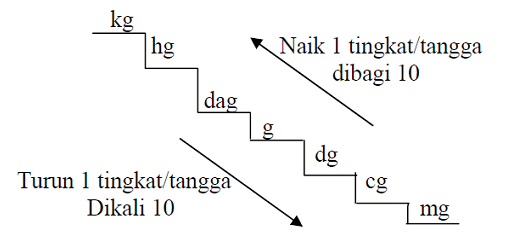 kg
hg
Naik 1 tingkat/tangga
dibagi 10
dag
g
dg
Turun 1 tingkat/tangga
Dikali 10
cg
mg